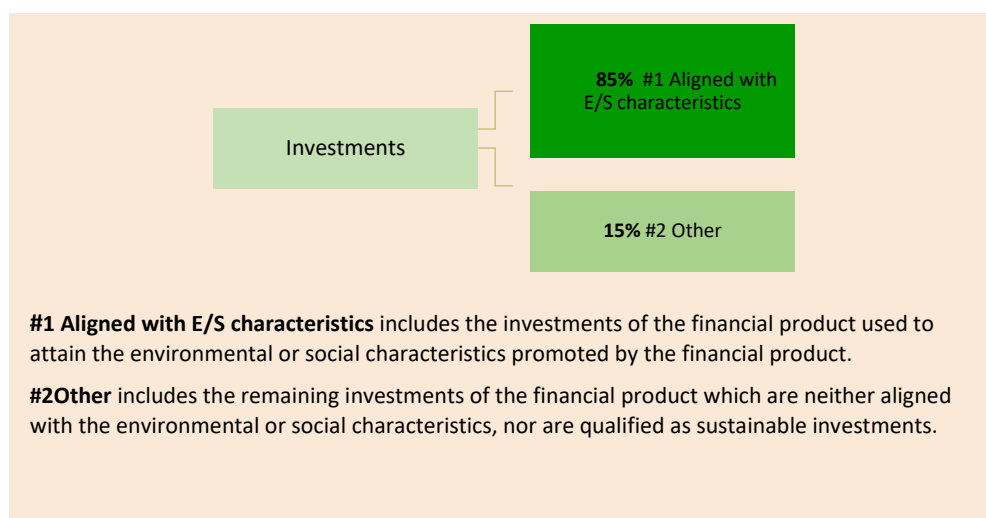 85% #1 Aligned with
E/S characteristics
Investments
15% #2 Other
#1 Aligned with E/S characteristics includes the investments of the financial product used to
attain the environmental or social characteristics promoted by the financial product.
#2Other includes the remaining investments of the financial product which are neither aligned
with the environmental or social characteristics, nor are qualified as sustainable investments.